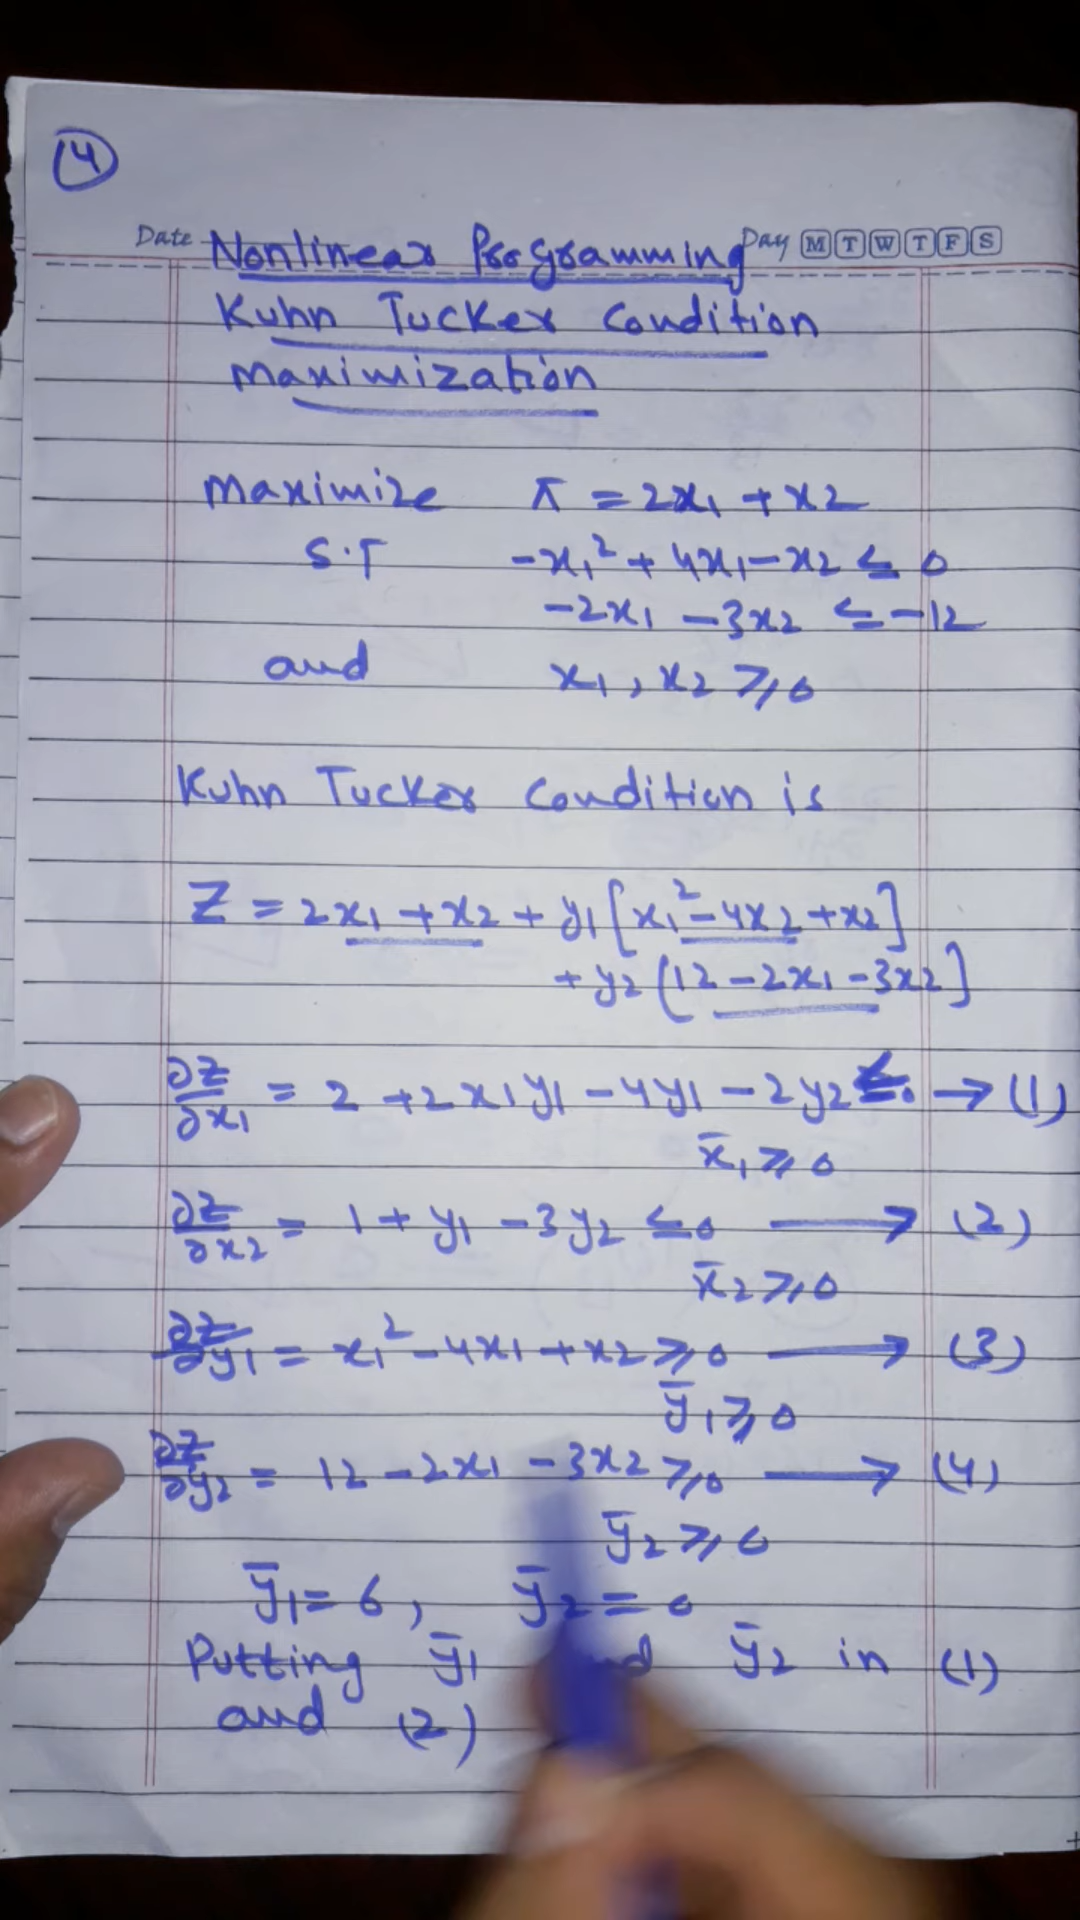 14
Date Nonlinear Programming Day M T W T F S
Kuhn Tucker Condition
Maximization
Maximize π = 2x₁ + x2
S.T -x₁² + 4x₁ - x2 ≤ 0
-2x₁ - 3x2 ≤ -12
and x₁, x₂ ≥ 0
Kuhn Tucker Condition is
Z = 2x₁ + x₂ + y₁[x₁² - 4x2 + x2]
+ y₂ (12 - 2x₁ - 3x2]
∂Z/∂x₁ = 2 + 2x₁y₁ - 4y₁ - 2y₂ ≤ 0 → (1)
x̄₁ ≥ 0
∂Z/∂x2 = 1 + y₁ - 3y₂ ≤ 0 → (2)
x̄₂ ≥ 0
∂Z/∂y₁ = x₁² - 4x₁ + x2 ≥ 0 → (3)
ȳ₁ ≥ 0
∂Z/∂y₂ = 12 - 2x₁ - 3x2 ≥ 0 → (4)
ȳ₂ ≥ 0
ȳ₁ = 6, ȳ₂ = 0
Putting ȳ₁ ȳ₂ in (1)
and (2)